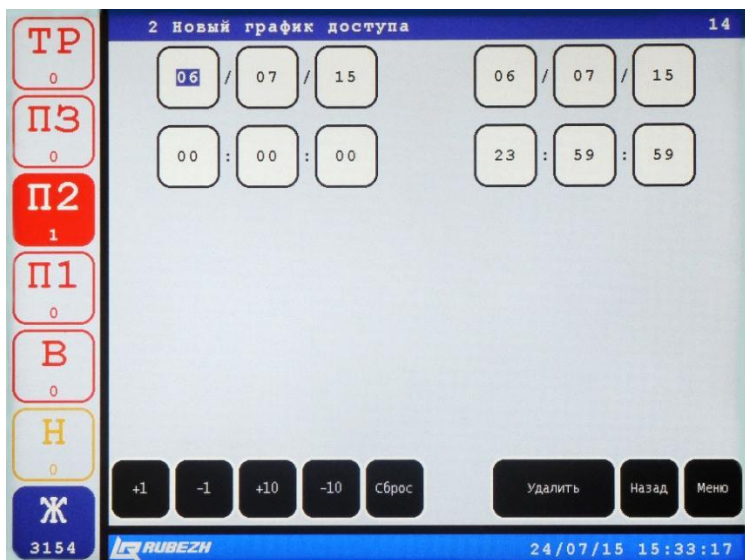 ТР
0
ПЗ
0
П2
1
П1
0
В
0
Н
0
Ж
3154
2 Новый график доступа 14
06 / 07 / 15 06 / 07 / 15
00 : 00 : 00 23 : 59 : 59
+1 -1 +10 -10 Сброс Удалить Назад Меню
RUBEZH 24/07/15 15:33:17